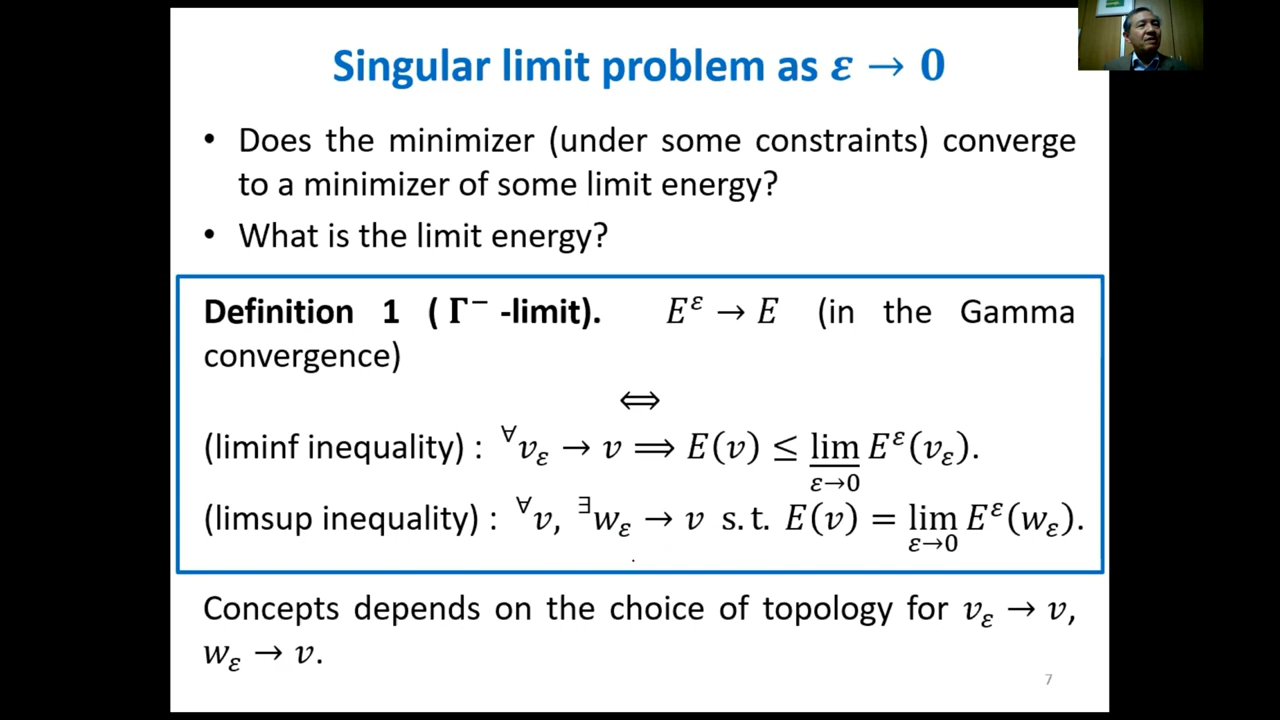 Singular limit problem as ε → 0
• Does the minimizer (under some constraints) converge
to a minimizer of some limit energy?
• What is the limit energy?
Definition 1 ( Γ⁻ -limit). E^ε → E (in the Gamma
convergence)
⟺
(liminf inequality) : ∀v_ε → v ⟹ E(v) ≤ lim E^ε(v_ε).
ε→0
(limsup inequality) : ∀v, ∃w_ε → v s.t. E(v) = lim E^ε(w_ε).
ε→0
Concepts depends on the choice of topology for v_ε → v,
w_ε → v.
7